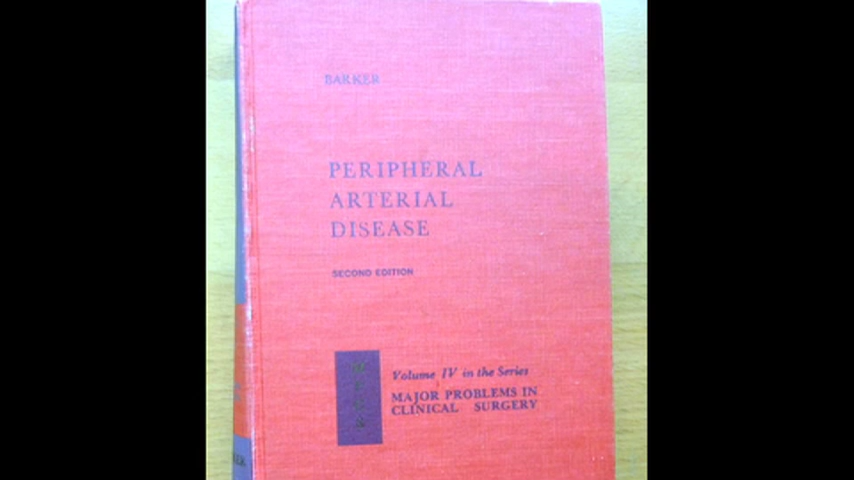 BARKER
PERIPHERAL
ARTERIAL
DISEASE
SECOND EDITION
Volume IV in the Series
MAJOR PROBLEMS IN
CLINICAL SURGERY